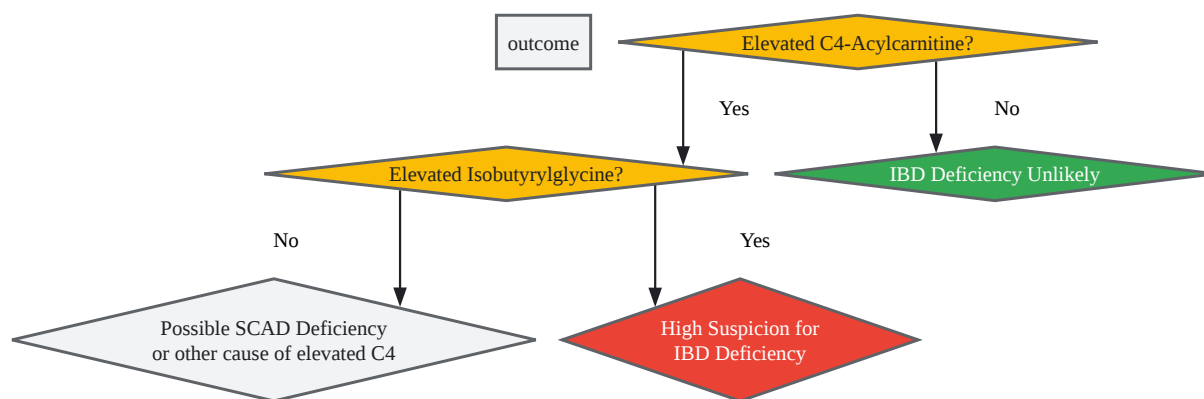 outcome
Elevated C4-Acylcarnitine?
Yes
No
Elevated Isobutyrylglycine?
IBD Deficiency Unlikely
No
Yes
Possible SCAD Deficiency
or other cause of elevated C4
High Suspicion for
IBD Deficiency